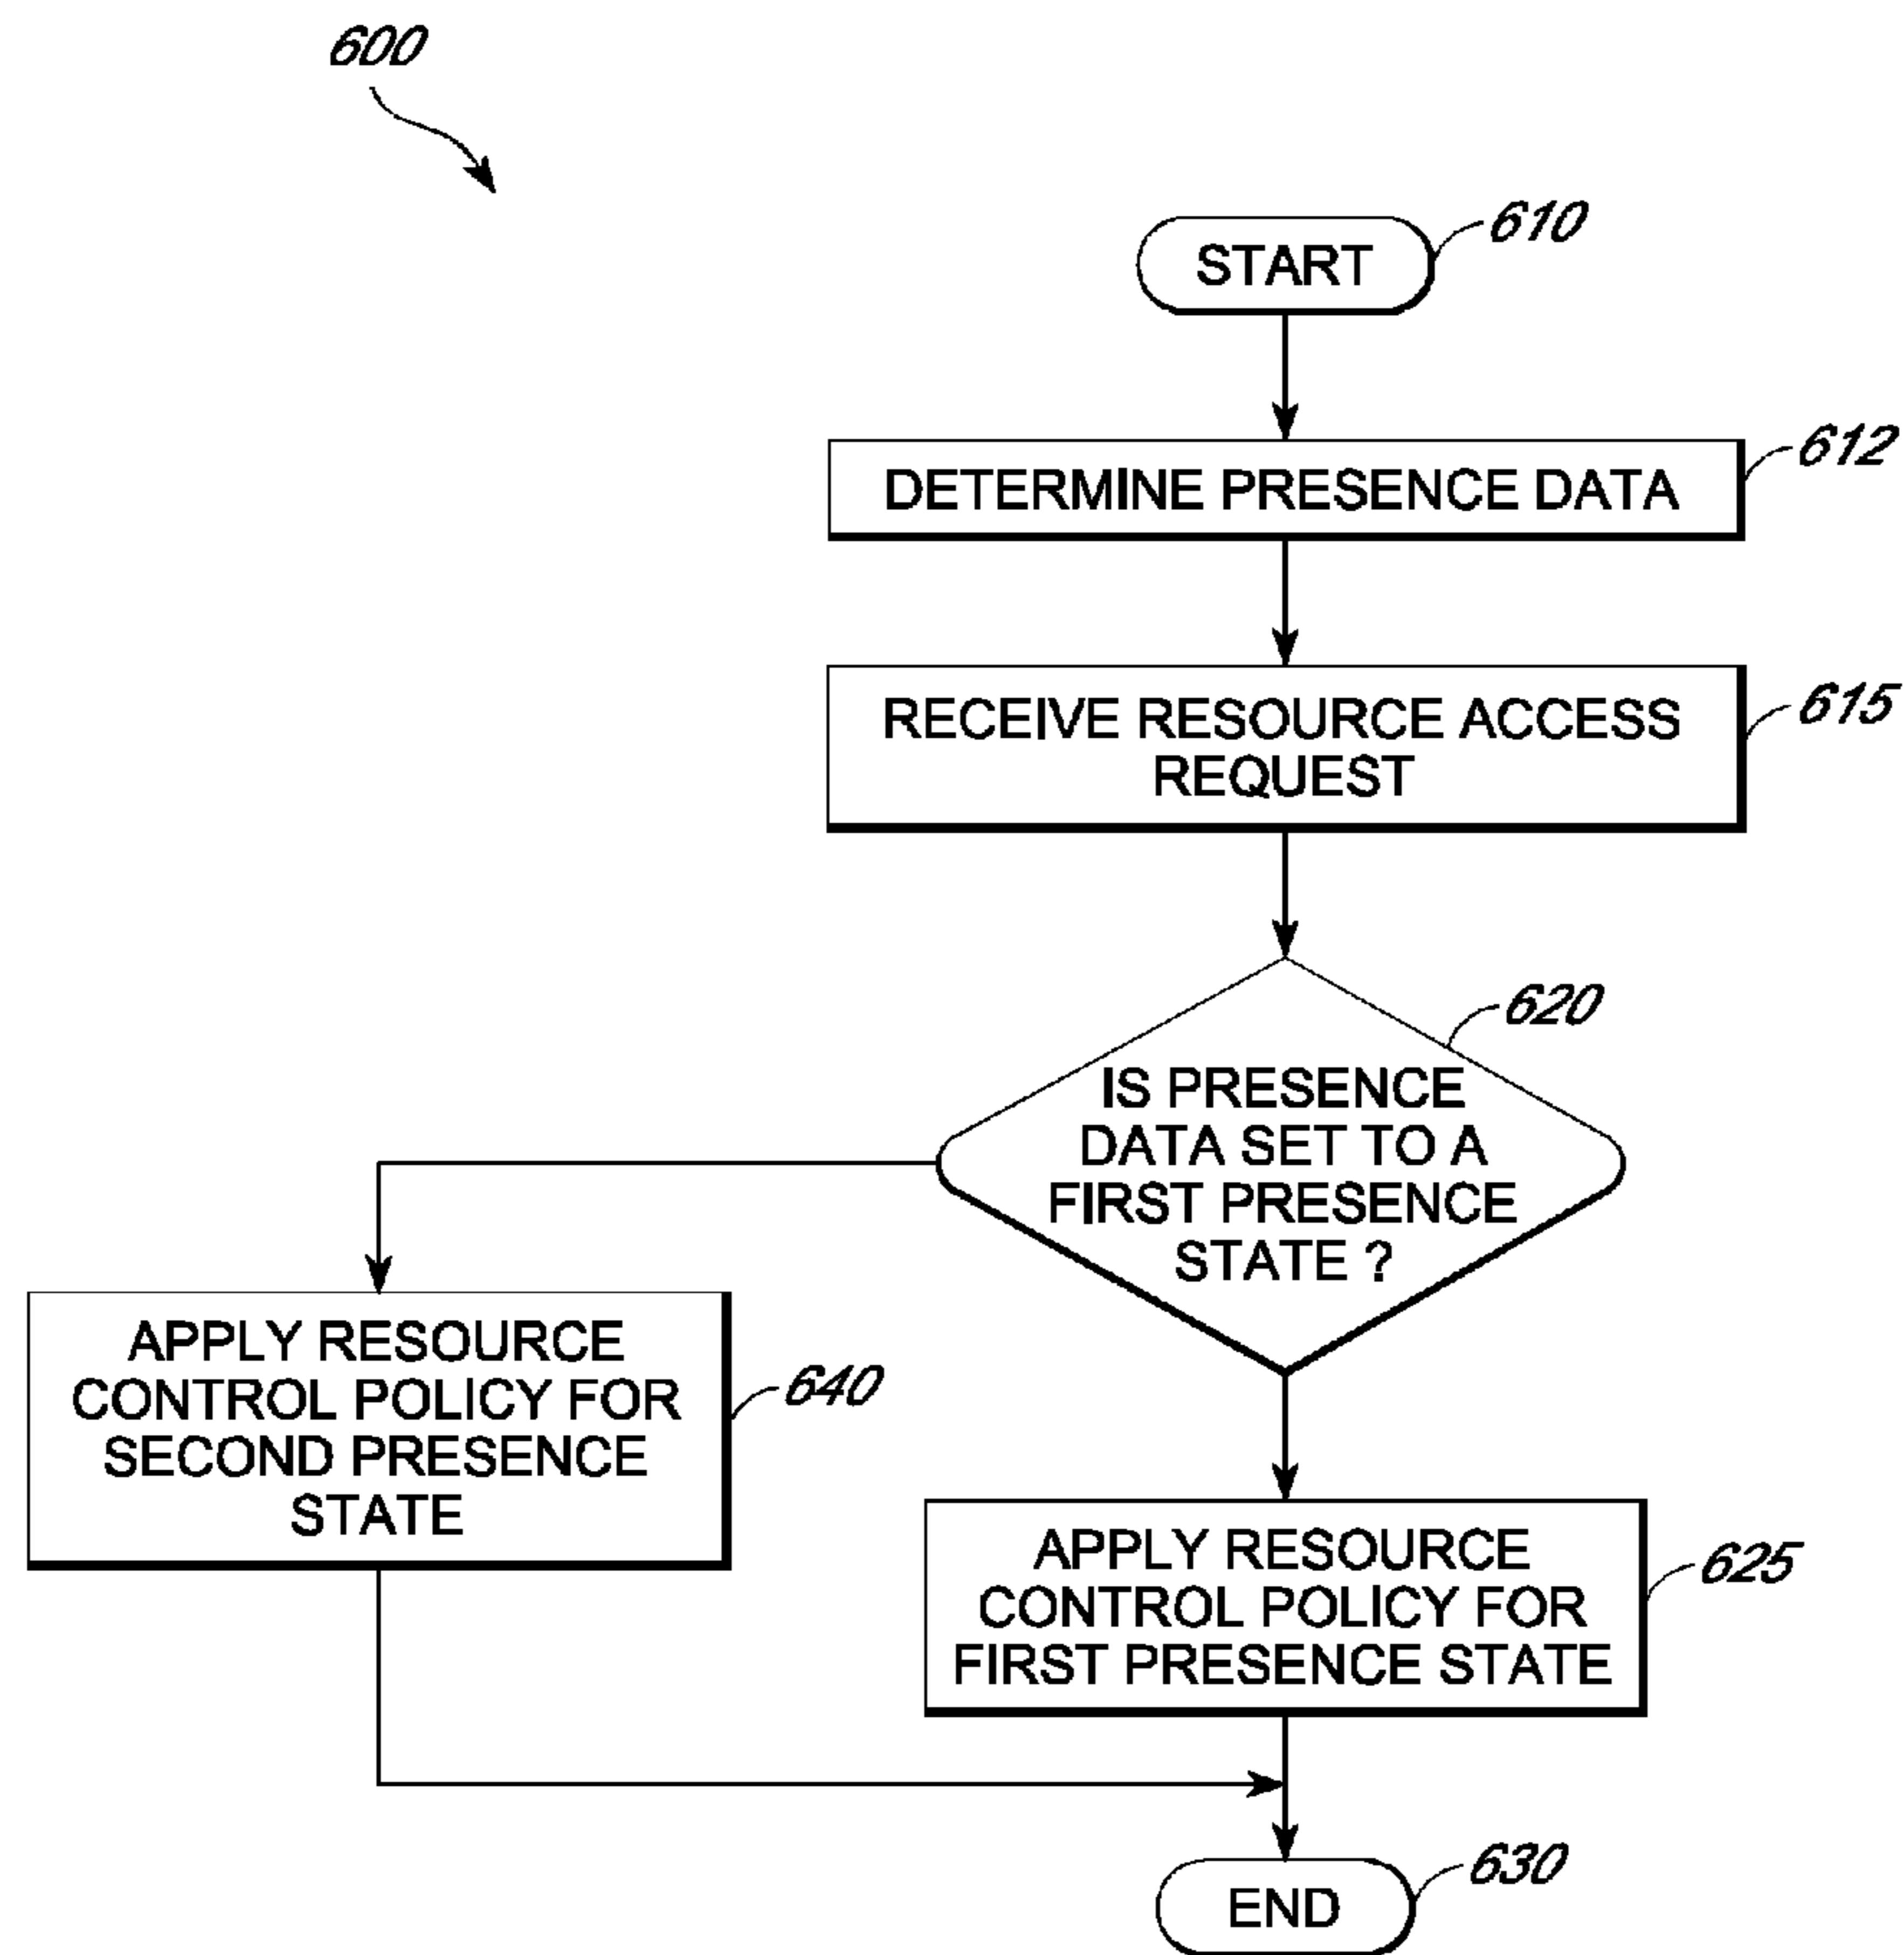 600
START
610
DETERMINE PRESENCE DATA
612
RECEIVE RESOURCE ACCESS
REQUEST
615
620
IS PRESENCE
DATA SET TO A
FIRST PRESENCE
STATE ?
APPLY RESOURCE
CONTROL POLICY FOR
SECOND PRESENCE
STATE
640
APPLY RESOURCE
CONTROL POLICY FOR
FIRST PRESENCE STATE
625
END
630